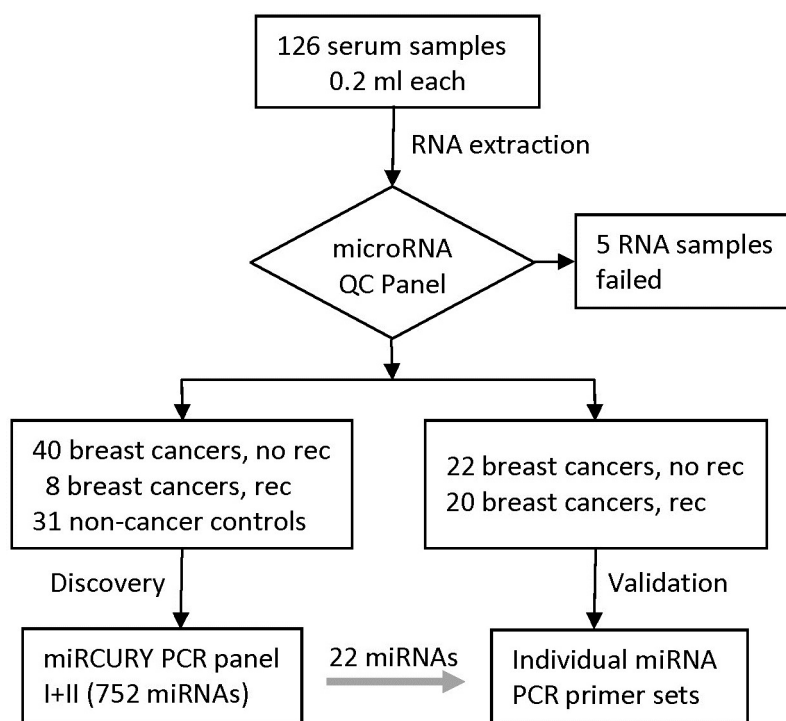 126 serum samples
0.2 ml each
RNA extraction
microRNA
QC Panel
5 RNA samples
failed
40 breast cancers, no rec
8 breast cancers, rec
31 non-cancer controls
22 breast cancers, no rec
20 breast cancers, rec
Discovery
Validation
miRCURY PCR panel
I+II (752 miRNAs)
22 miRNAs
Individual miRNA
PCR primer sets